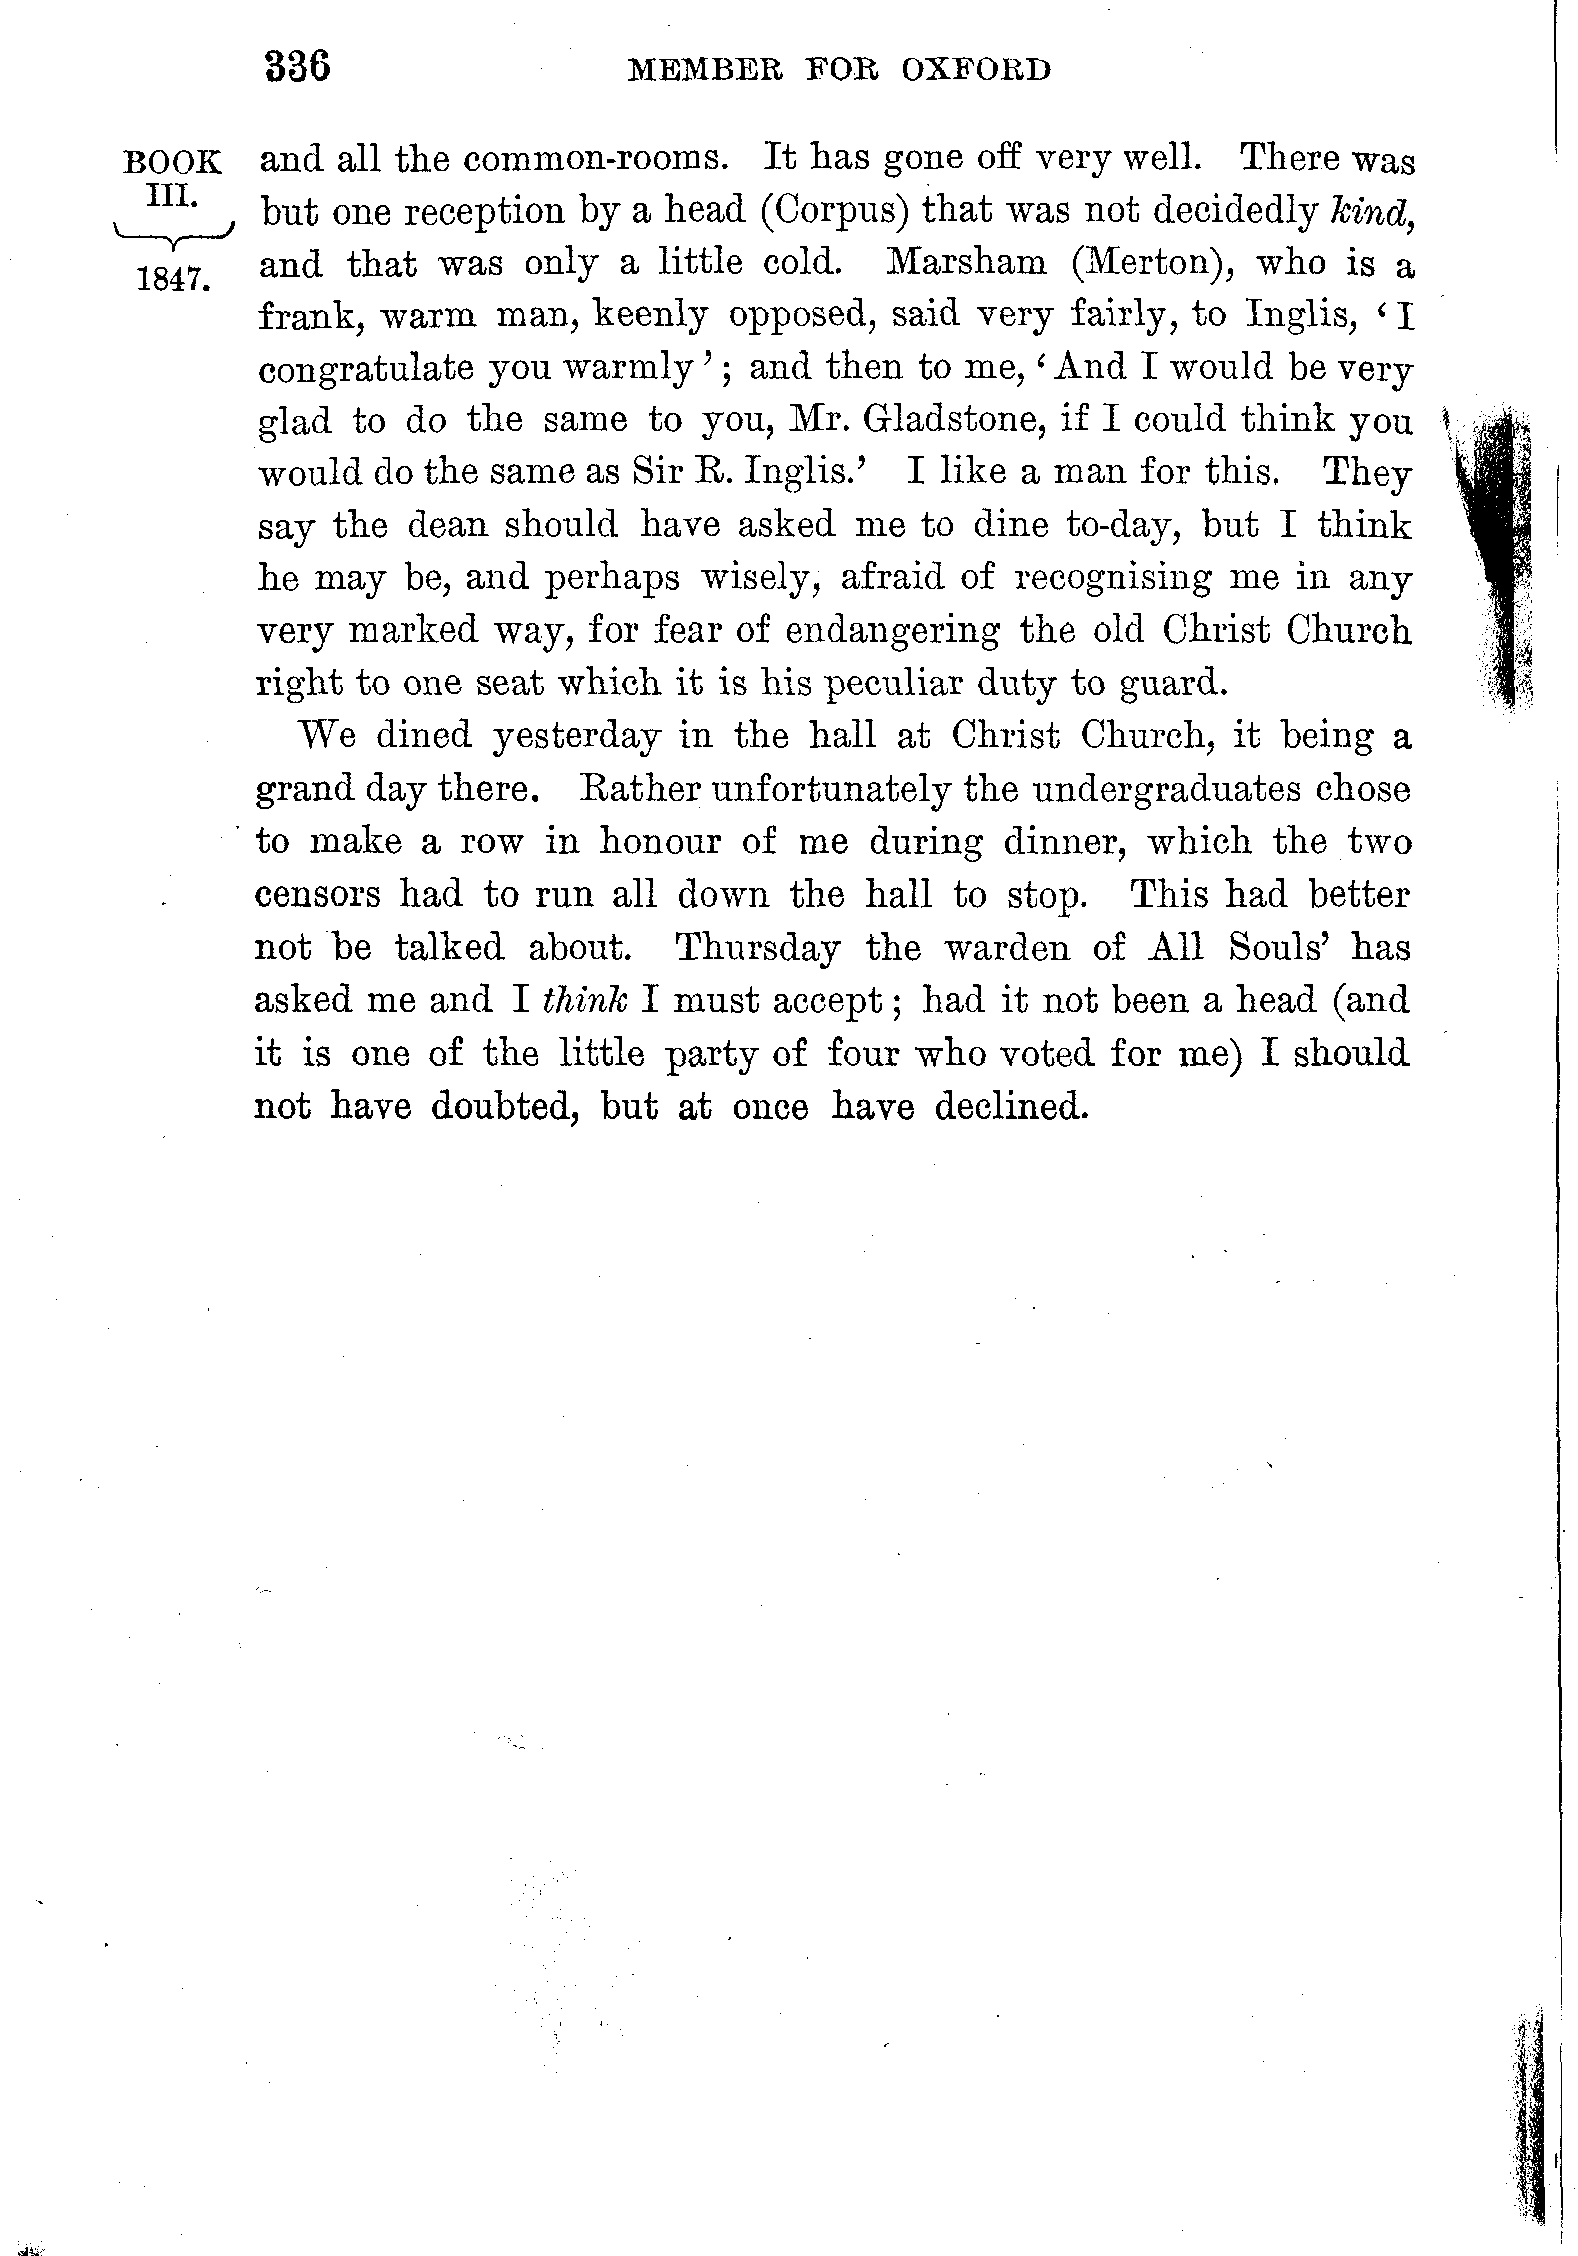 336 MEMBER FOR OXFORD
BOOK
III.
1847.
and all the common-rooms. It has gone off very well. There was
but one reception by a head (Corpus) that was not decidedly kind,
and that was only a little cold. Marsham (Merton), who is a
frank, warm man, keenly opposed, said very fairly, to Inglis, ‘I
congratulate you warmly’; and then to me, ‘And I would be very
glad to do the same to you, Mr. Gladstone, if I could think you
would do the same as Sir R. Inglis.’ I like a man for this. They
say the dean should have asked me to dine to-day, but I think
he may be, and perhaps wisely, afraid of recognising me in any
very marked way, for fear of endangering the old Christ Church
right to one seat which it is his peculiar duty to guard.
We dined yesterday in the hall at Christ Church, it being a
grand day there. Rather unfortunately the undergraduates chose
to make a row in honour of me during dinner, which the two
censors had to run all down the hall to stop. This had better
not be talked about. Thursday the warden of All Souls’ has
asked me and I think I must accept; had it not been a head (and
it is one of the little party of four who voted for me) I should
not have doubted, but at once have declined.